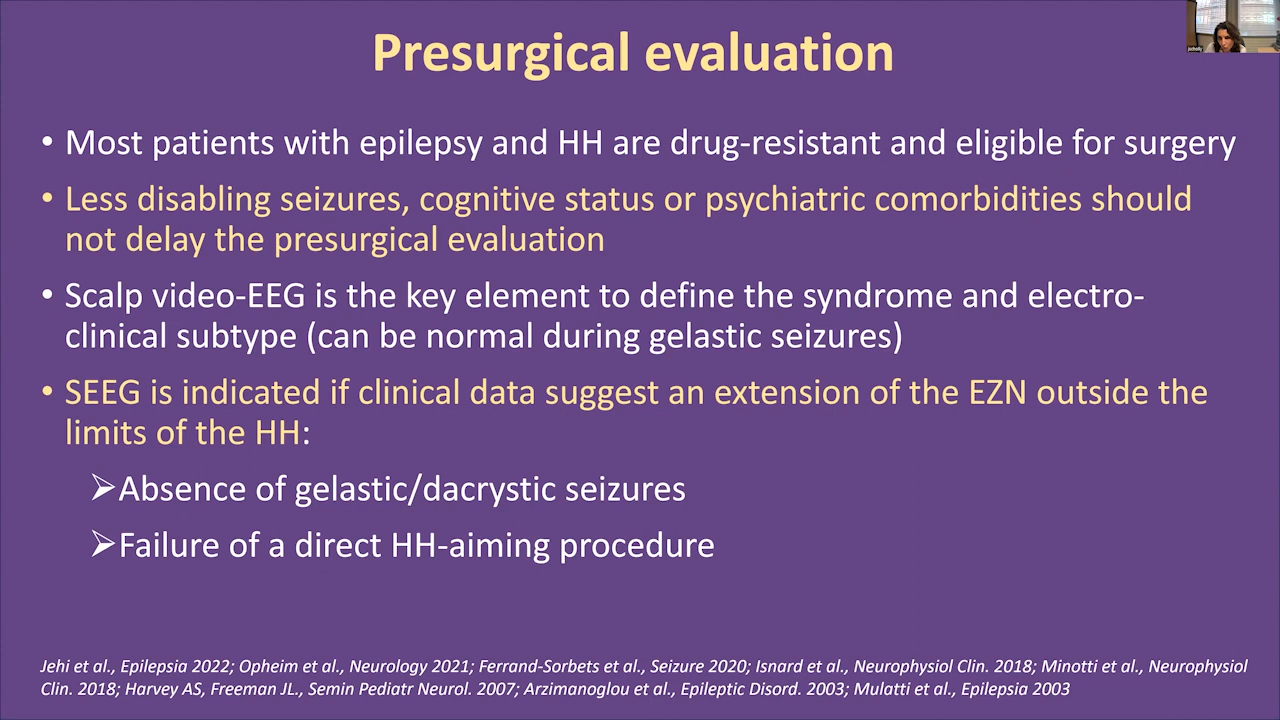 Presurgical evaluation
• Most patients with epilepsy and HH are drug-resistant and eligible for surgery
• Less disabling seizures, cognitive status or psychiatric comorbidities should
not delay the presurgical evaluation
• Scalp video-EEG is the key element to define the syndrome and electro-
clinical subtype (can be normal during gelastic seizures)
• SEEG is indicated if clinical data suggest an extension of the EZN outside the
limits of the HH:
➢Absence of gelastic/dacrystic seizures
➢Failure of a direct HH-aiming procedure
Jehi et al., Epilepsia 2022; Opheim et al., Neurology 2021; Ferrand-Sorbets et al., Seizure 2020; Isnard et al., Neurophysiol Clin. 2018; Minotti et al., Neurophysiol
Clin. 2018; Harvey AS, Freeman JL., Semin Pediatr Neurol. 2007; Arzimanoglou et al., Epileptic Disord. 2003; Mulatti et al., Epilepsia 2003